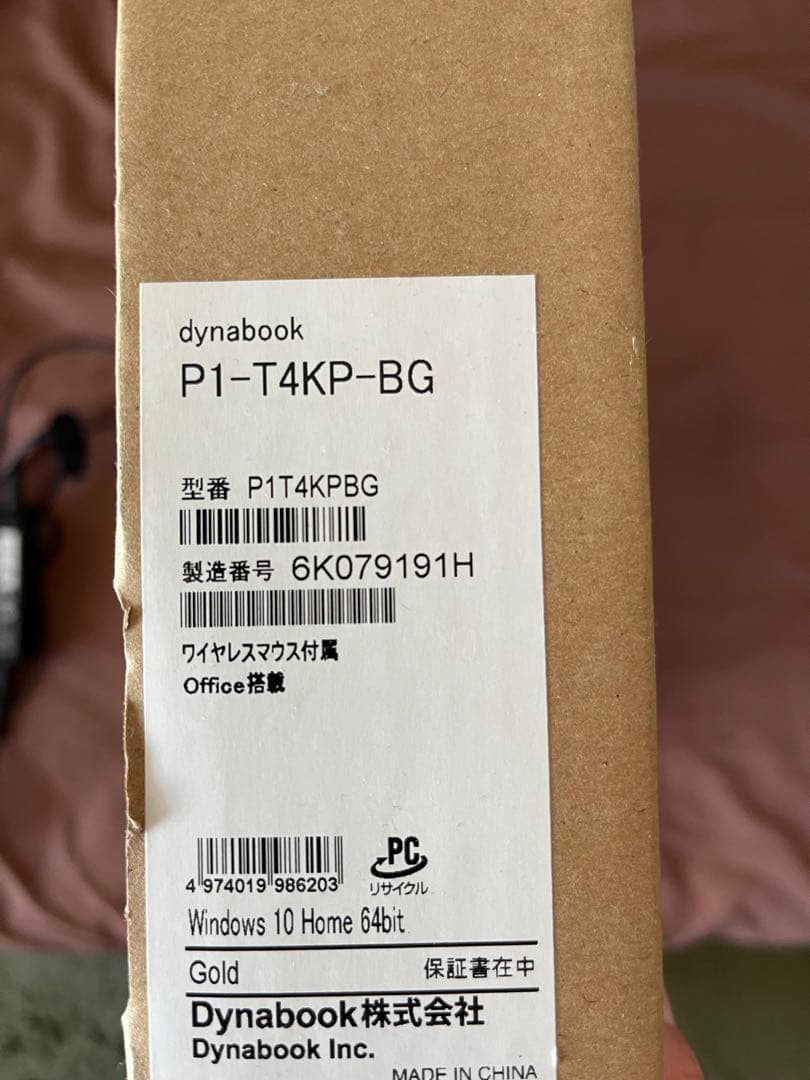 dynabook
P1-T4KP-BG
型番 P1T4KPBG
製造番号 6K079191H
ワイヤレスマウス付属
Office搭載
4 974019 986203
PC
リサイクル
Windows 10 Home 64bit
Gold 保証書在中
Dynabook株式会社
Dynabook Inc.
MADE IN CHINA